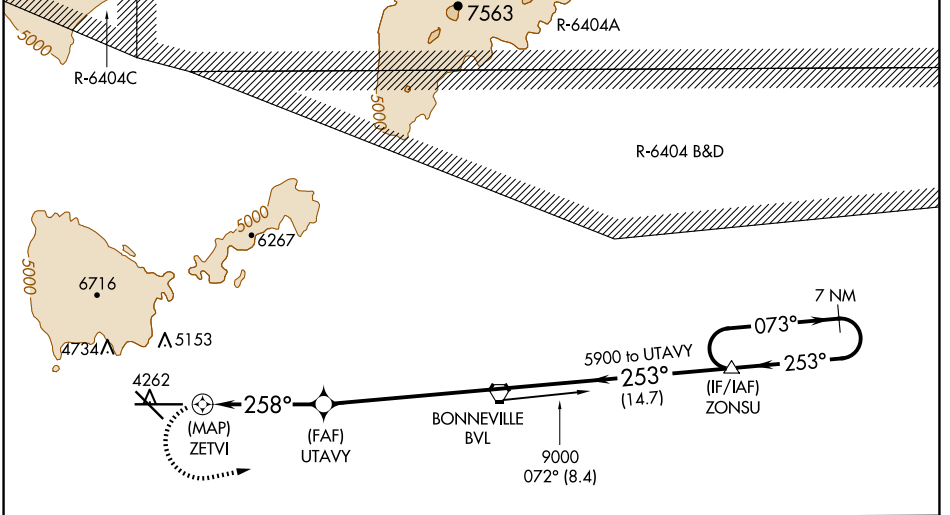 7563
R-6404A
5000
R-6404C
5000
R-6404 B&D
5000
6267
5000
6716
7 NM
073°
4734
5153
5900 to UTAVY
253°
253°
(14.7)
(IF/IAF)
ZONSU
4262
258°
BONNEVILLE
BVL
(MAP)
ZETVI
(FAF)
UTAVY
9000
072° (8.4)